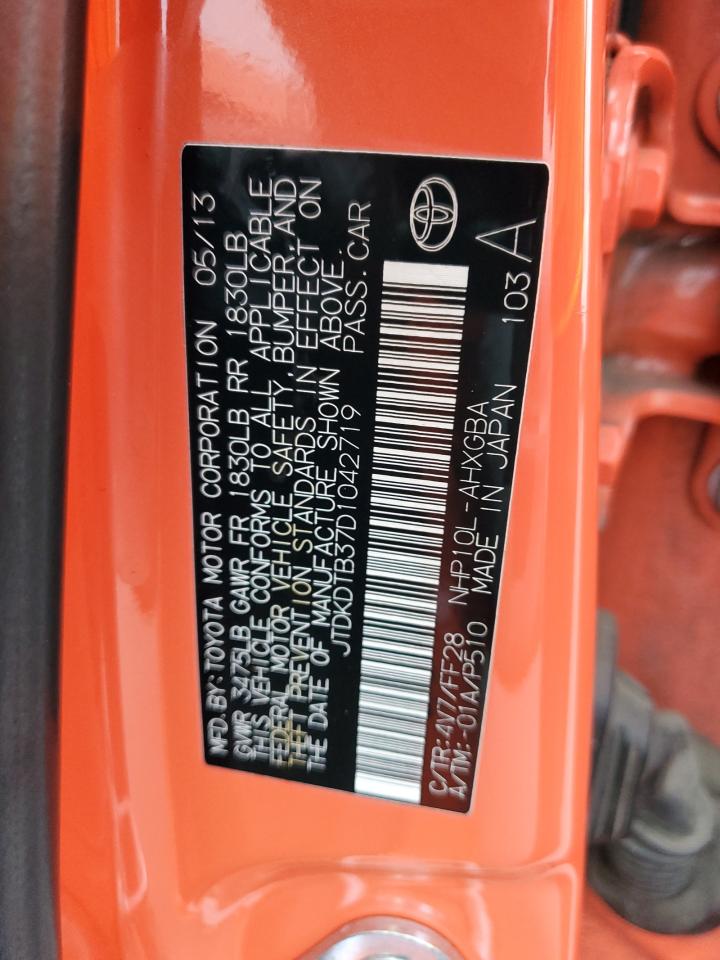 MFD.BY:TOYOTA MOTOR CORPORATION 05/13
GVWR 3475LB GAWR FR 1830LB RR 1830LB
THIS VEHICLE CONFORMS TO ALL APPLICABLE
FEDERAL MOTOR VEHICLE SAFETY,BUMPER,AND
THEFT PREVENTION STANDARDS IN EFFECT ON
THE DATE OF MANUFACTURE SHOWN ABOVE.
JTDKDTB37D1042719 PASS.CAR
C/TR:4V7/FF28 NHP10L-AHXGBA 103
A/TM:-01A/P510 MADE IN JAPAN A